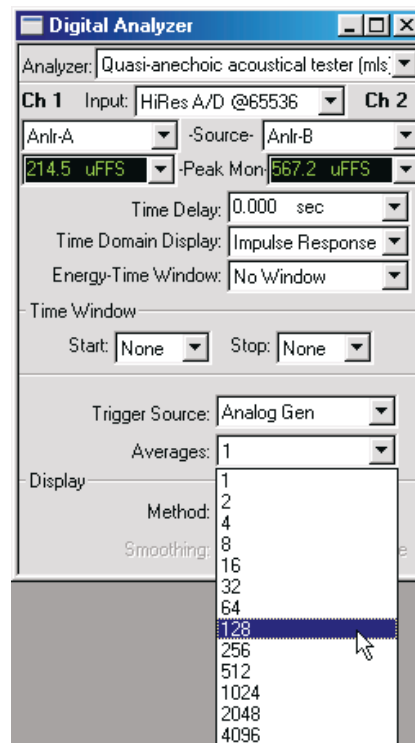 Digital Analyzer
Analyzer: Quasi-anechoic acoustical tester (mls)
Ch 1 Input: HiRes A/D @65536 Ch 2
Anlr-A -Source- Anlr-B
214.5 uFFS -Peak Mon- 567.2 uFFS
Time Delay: 0.000 sec
Time Domain Display: Impulse Response
Energy-Time Window: No Window
Time Window
Start: None Stop: None
Trigger Source: Analog Gen
Averages: 1
Display
Method:
Smoothing: e
1
2
4
8
16
32
64
128
256
512
1024
2048
4096